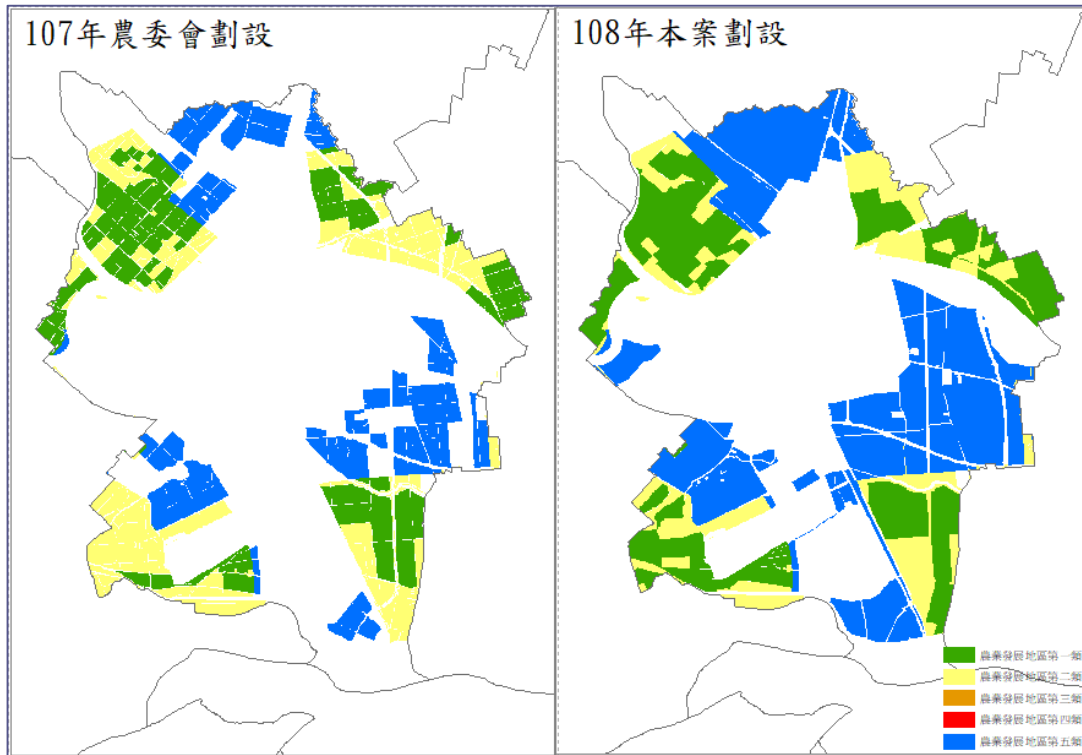 107年農委會劃設
108年本案劃設
農業發展地區第一類
農業發展地區第二類
農業發展地區第三類
農業發展地區第四類
農業發展地區第五類